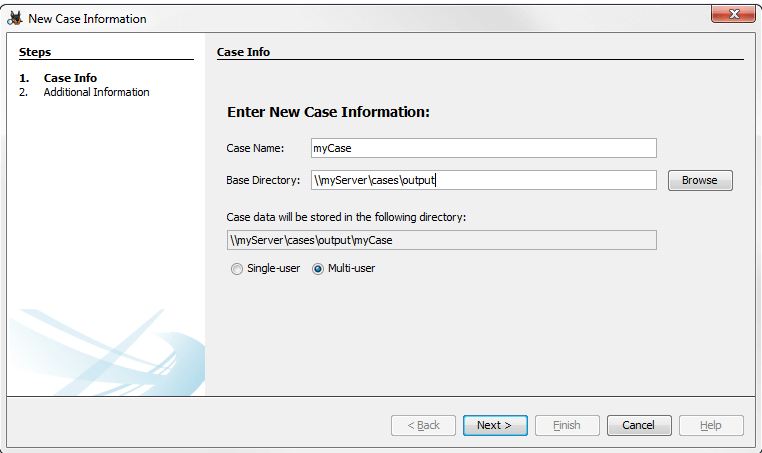 New Case Information
Steps
1. Case Info
2. Additional Information
Case Info
Enter New Case Information:
Case Name: myCase
Base Directory: \\myServer\cases\output Browse
Case data will be stored in the following directory:
\\myServer\cases\output\myCase
Single-user Multi-user
< Back Next > Finish Cancel Help